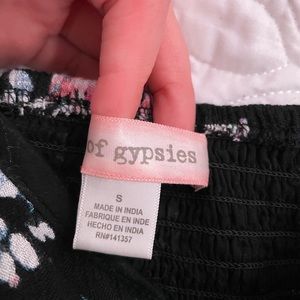 of gypsies
S
MADE IN INDIA
FABRIQUE EN INDE
HECHO EN INDIA
RN#141357